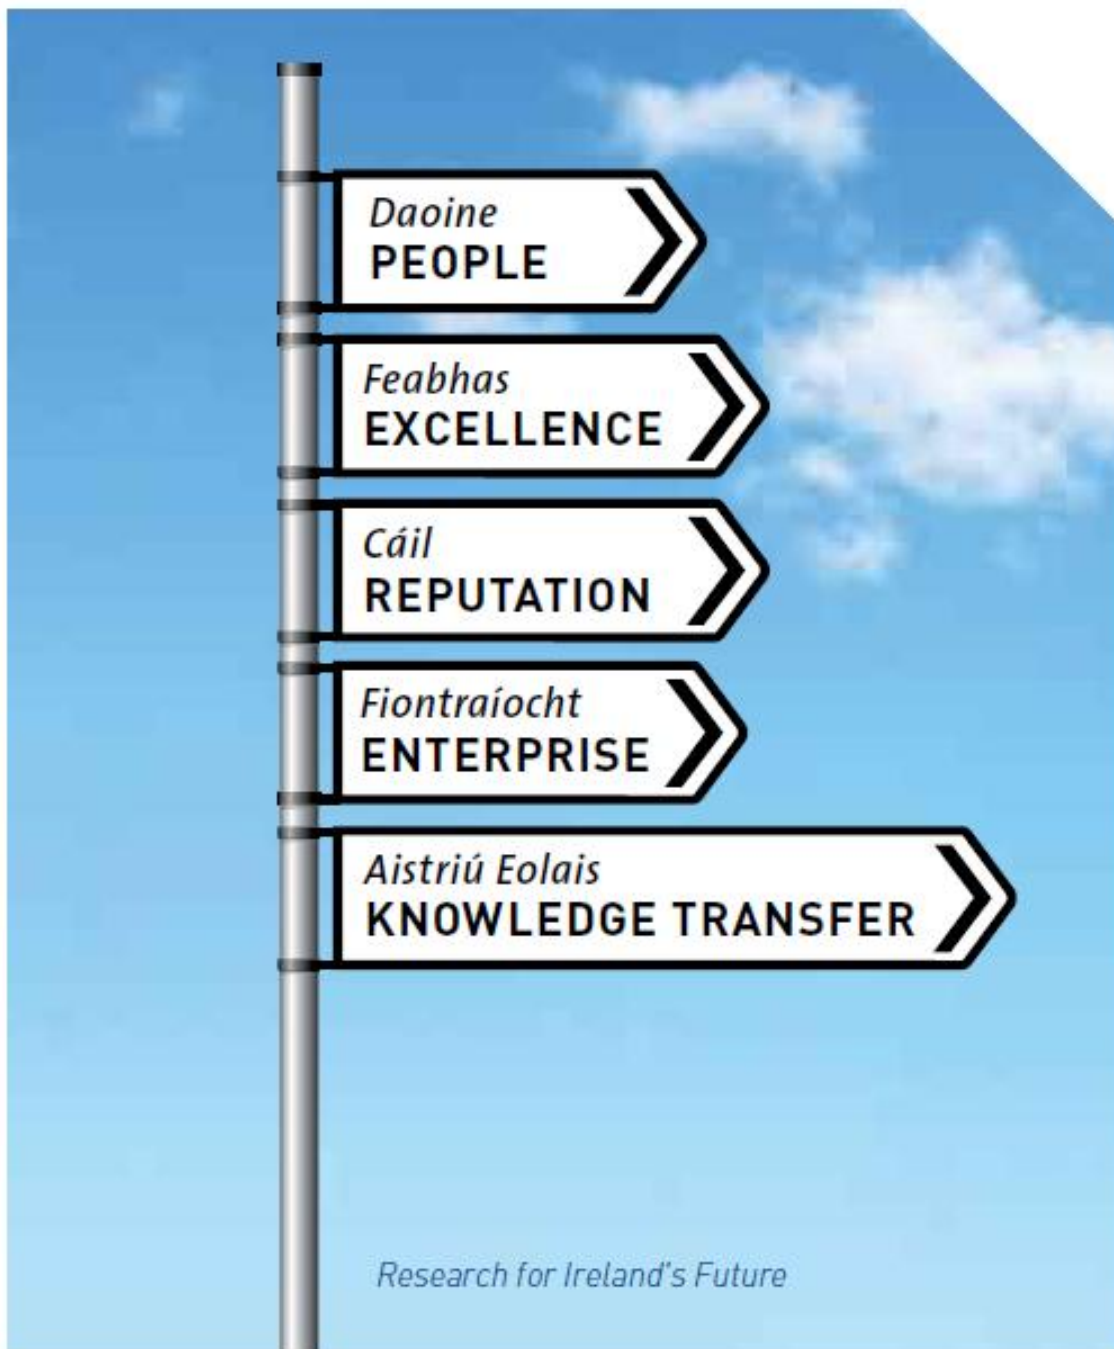 Daoine
PEOPLE
Feabhas
EXCELLENCE
Cáil
REPUTATION
Fiontraíocht
ENTERPRISE
Aistriú Eolais
KNOWLEDGE TRANSFER
Research for Ireland's Future